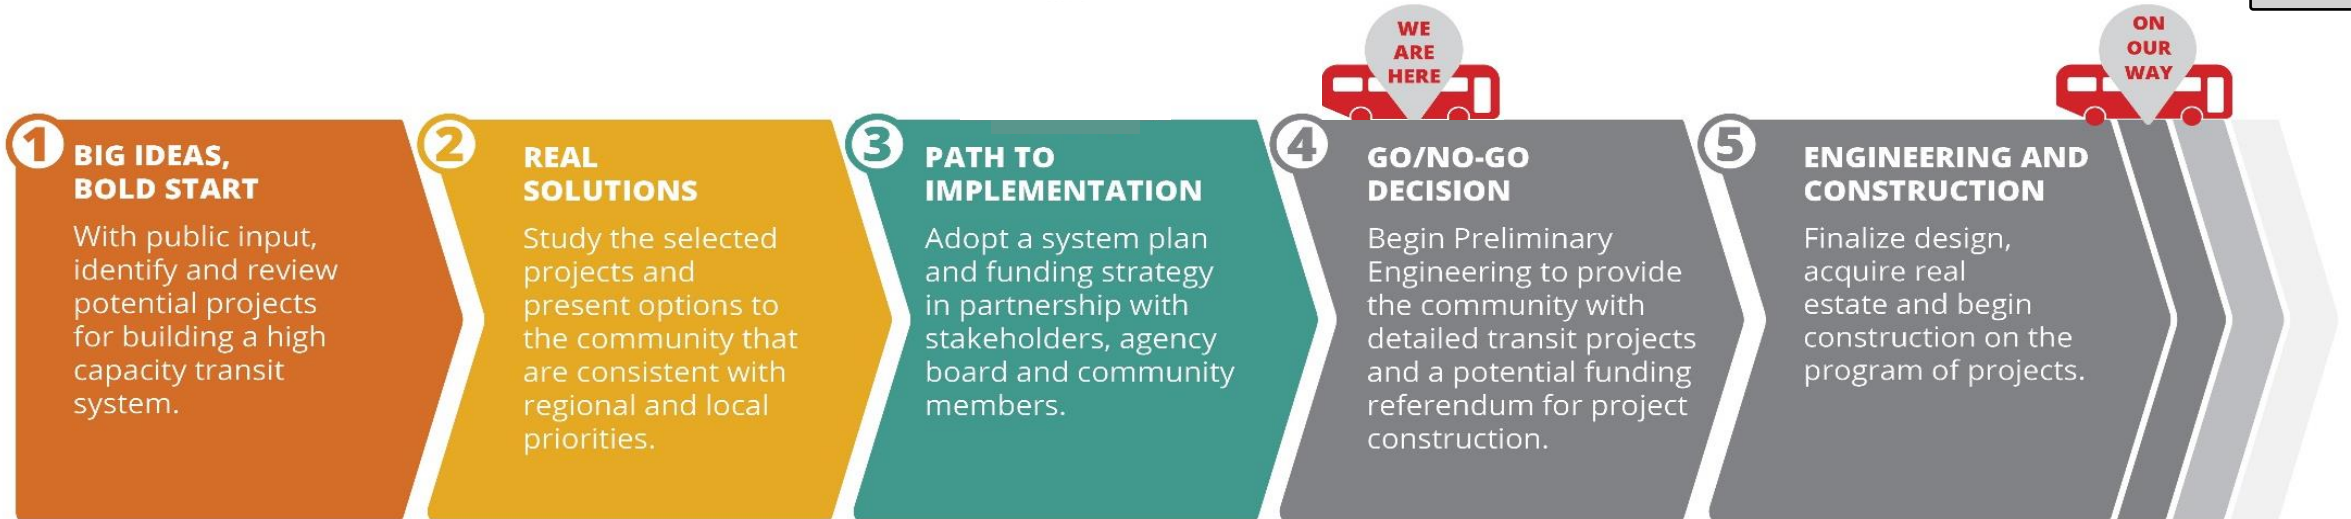 WE
ARE
HERE
ON
OUR
WAY
1
BIG IDEAS,
BOLD START
With public input,
identify and review
potential projects
for building a high
capacity transit
system.
2
REAL
SOLUTIONS
Study the selected
projects and
present options to
the community that
are consistent with
regional and local
priorities.
3
PATH TO
IMPLEMENTATION
Adopt a system plan
and funding strategy
in partnership with
stakeholders, agency
board and community
members.
4
GO/NO-GO
DECISION
Begin Preliminary
Engineering to provide
the community with
detailed transit projects
and a potential funding
referendum for project
construction.
5
ENGINEERING AND
CONSTRUCTION
Finalize design,
acquire real
estate and begin
construction on the
program of projects.